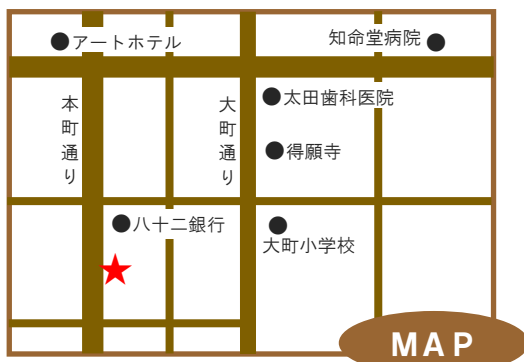 アートホテル
知命堂病院
太田歯科医院
本町通り
大町通り
得願寺
八十二銀行
大町小学校
MAP